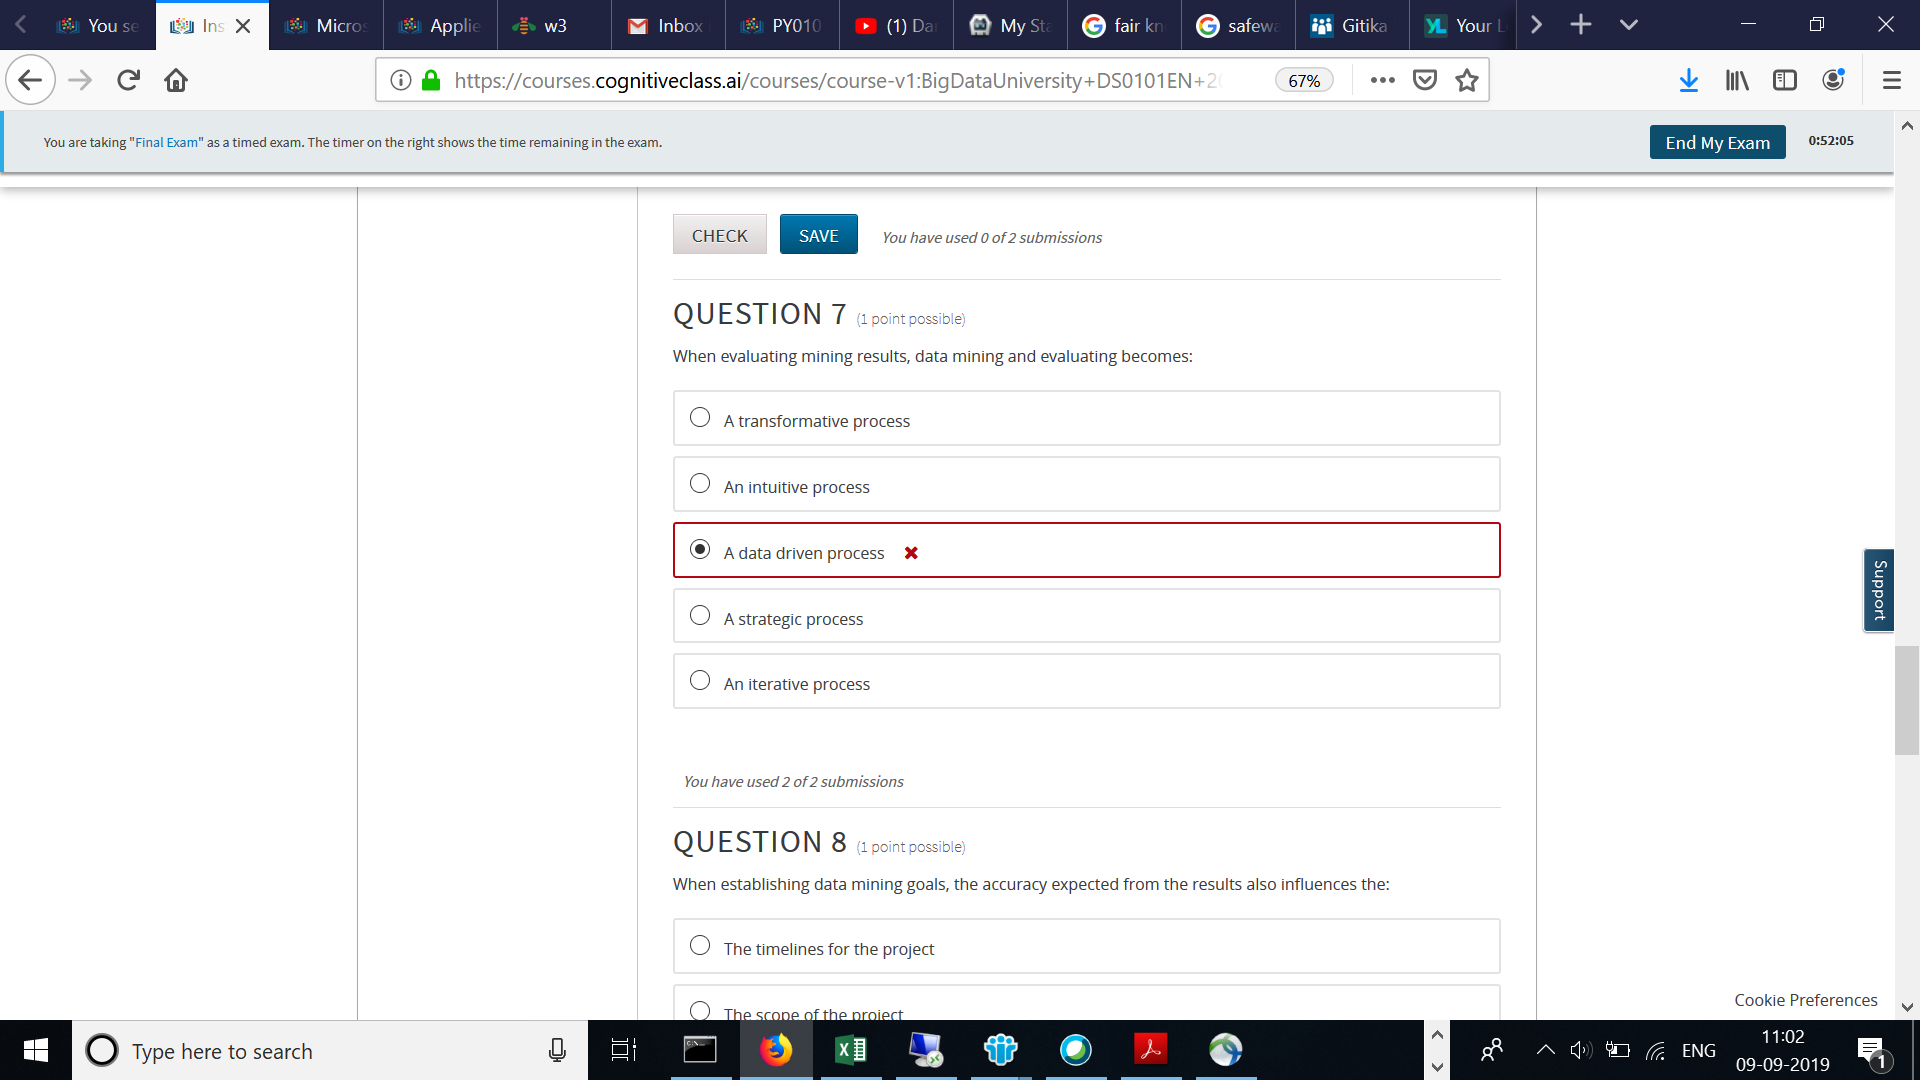 You se
Ins
Micros
Applie
w3
Inbox
PY010
(1) Da
My Sta
fair kn
safewa
Gitika
Your L
https://courses.cognitiveclass.ai/courses/course-v1:BigDataUniversity+DS0101EN+20
67%
You are taking "Final Exam" as a timed exam. The timer on the right shows the time remaining in the exam.
End My Exam
0:52:05
CHECK
SAVE
You have used 0 of 2 submissions
QUESTION 7 (1 point possible)
When evaluating mining results, data mining and evaluating becomes:
A transformative process
An intuitive process
A data driven process
A strategic process
An iterative process
You have used 2 of 2 submissions
QUESTION 8 (1 point possible)
When establishing data mining goals, the accuracy expected from the results also influences the:
The timelines for the project
The scope of the project
Support
Cookie Preferences
Type here to search
ENG
11:02
09-09-2019
1